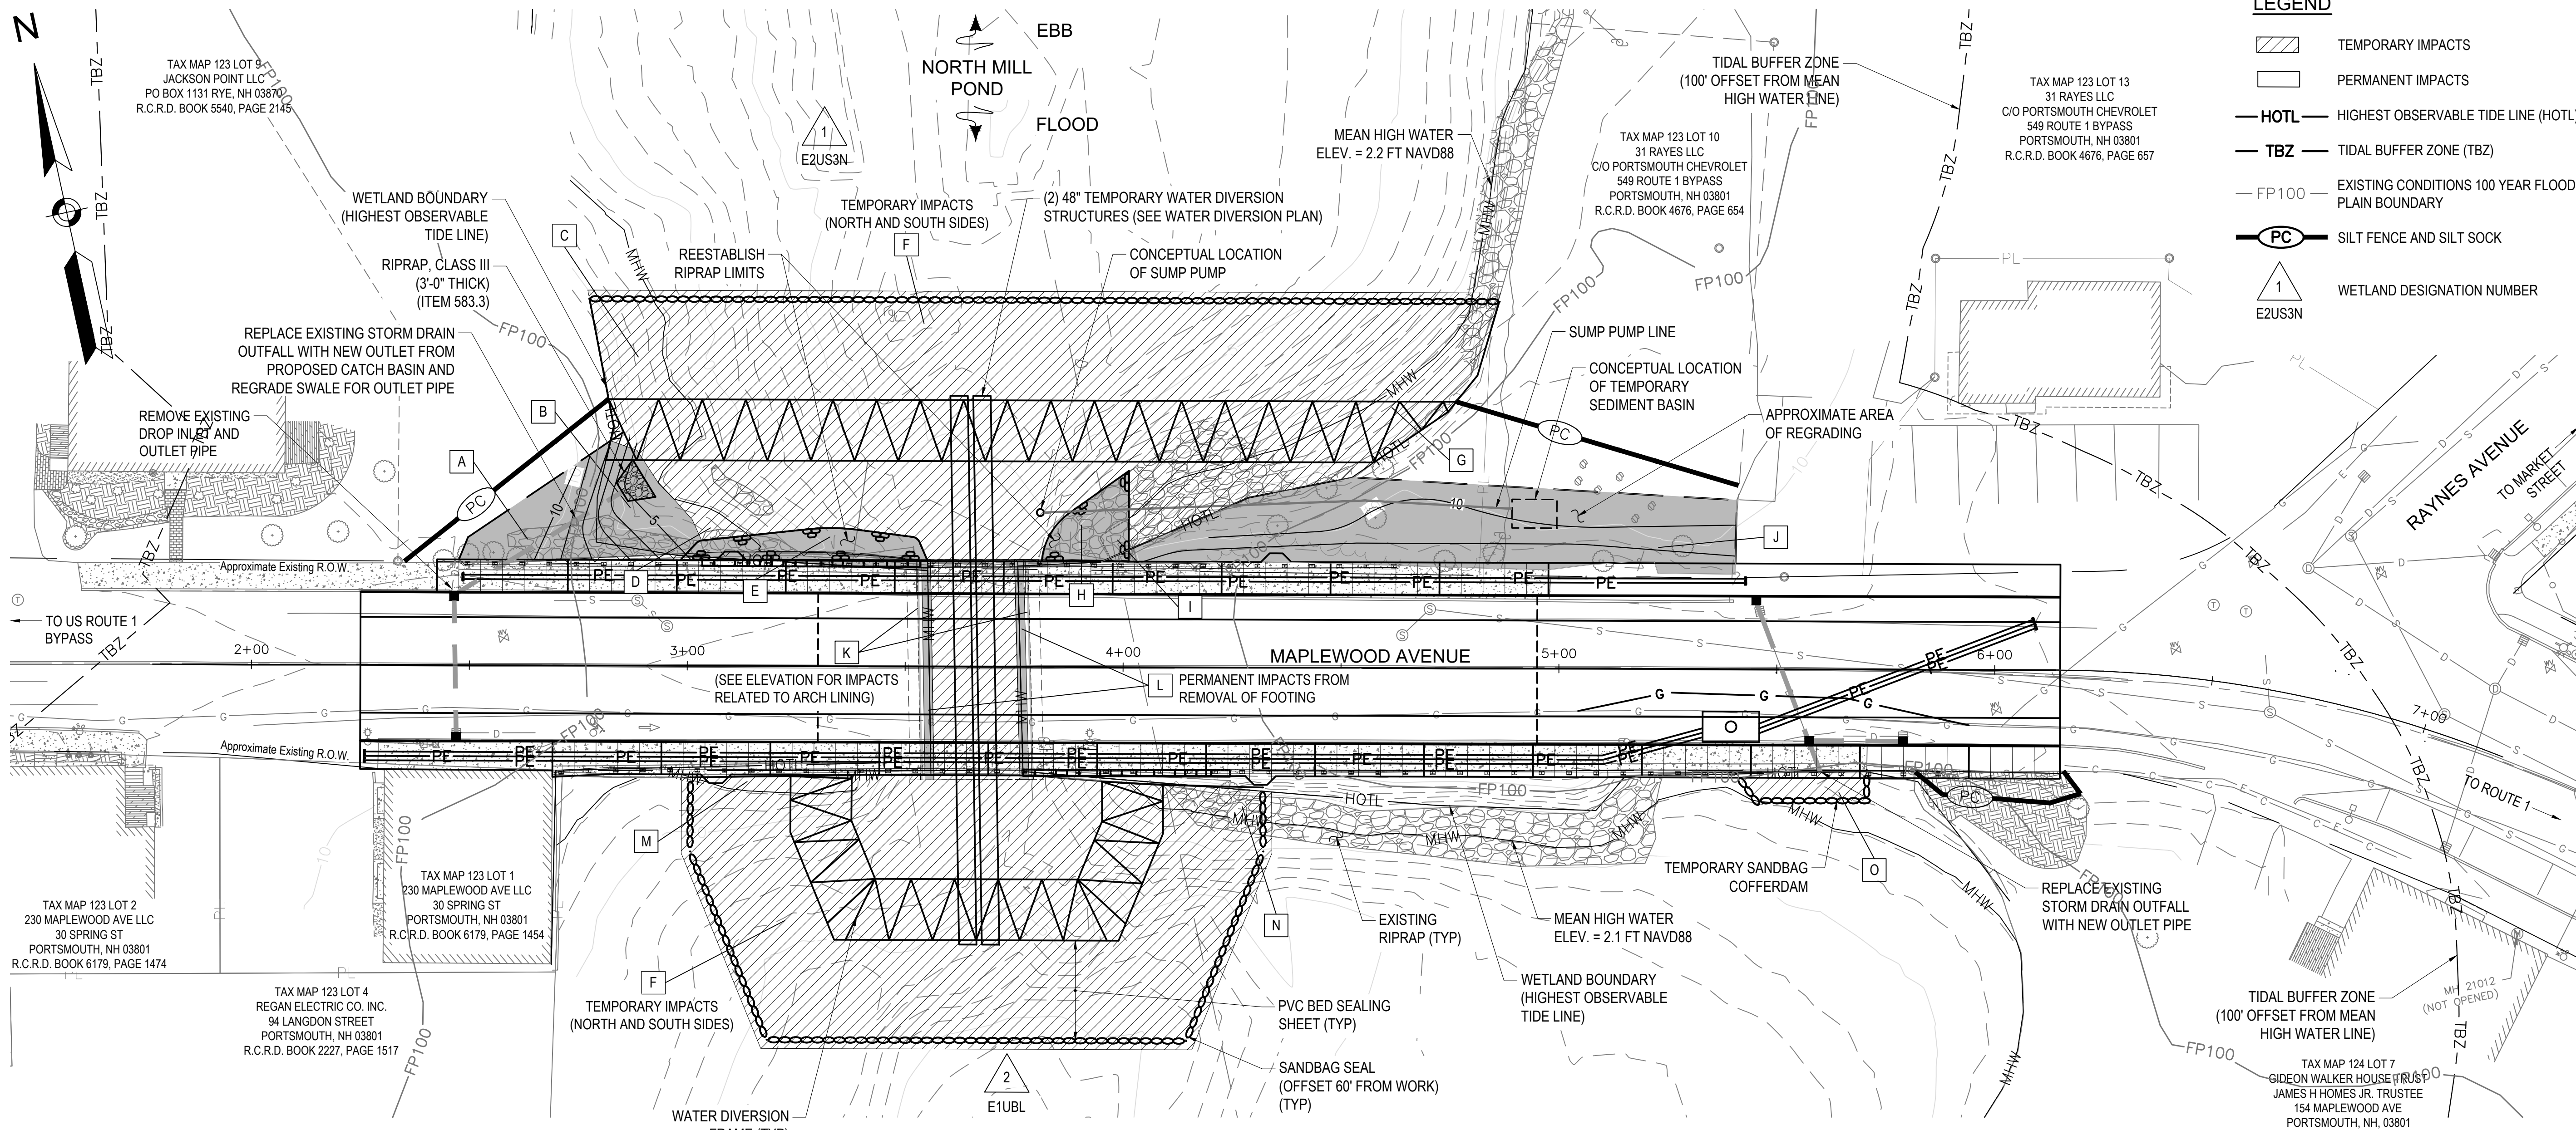 N
TAX MAP 123 LOT 9
JACKSON POINT LLC
PO BOX 1131 RYE, NH 03870
R.C.R.D. BOOK 5540, PAGE 2145
EBB
NORTH MILL
POND
FLOOD
1
E2US3N
TIDAL BUFFER ZONE
(100' OFFSET FROM MEAN
HIGH WATER LINE)
MEAN HIGH WATER
ELEV. = 2.2 FT NAVD88
TAX MAP 123 LOT 10
31 RAYES LLC
C/O PORTSMOUTH CHEVROLET
549 ROUTE 1 BYPASS
PORTSMOUTH, NH 03801
R.C.R.D. BOOK 4676, PAGE 654
TAX MAP 123 LOT 13
31 RAYES LLC
C/O PORTSMOUTH CHEVROLET
549 ROUTE 1 BYPASS
PORTSMOUTH, NH 03801
R.C.R.D. BOOK 4676, PAGE 657
LEGEND
TEMPORARY IMPACTS
PERMANENT IMPACTS
HOTL HIGHEST OBSERVABLE TIDE LINE (HOTL)
TBZ TIDAL BUFFER ZONE (TBZ)
FP100 EXISTING CONDITIONS 100 YEAR FLOOD
PLAIN BOUNDARY
PC SILT FENCE AND SILT SOCK
1
E2US3N
WETLAND DESIGNATION NUMBER
WETLAND BOUNDARY
(HIGHEST OBSERVABLE
TIDE LINE)
RIPRAP, CLASS III
(3'-0" THICK)
(ITEM 583.3)
C
REESTABLISH
RIPRAP LIMITS
TEMPORARY IMPACTS
(NORTH AND SOUTH SIDES)
F
(2) 48" TEMPORARY WATER DIVERSION
STRUCTURES (SEE WATER DIVERSION PLAN)
CONCEPTUAL LOCATION
OF SUMP PUMP
REPLACE EXISTING STORM DRAIN
OUTFALL WITH NEW OUTLET FROM
PROPOSED CATCH BASIN AND
REGRADE SWALE FOR OUTLET PIPE
SUMP PUMP LINE
CONCEPTUAL LOCATION
OF TEMPORARY
SEDIMENT BASIN
APPROXIMATE AREA
OF REGRADING
REMOVE EXISTING
DROP INLET AND
OUTLET PIPE
A
B
G
PC
PC
10
5
10
J
RAYNES AVENUE
TO MARKET
STREET
Approximate Existing R.O.W.
D
E
H
I
TO US ROUTE 1
BYPASS
2+00
3+00
4+00
5+00
6+00
7+00
K
MAPLEWOOD AVENUE
(SEE ELEVATION FOR IMPACTS
RELATED TO ARCH LINING)
L
PERMANENT IMPACTS FROM
REMOVAL OF FOOTING
Approximate Existing R.O.W.
TO ROUTE 1
M
N
O
PC
TEMPORARY SANDBAG
COFFERDAM
REPLACE EXISTING
STORM DRAIN OUTFALL
WITH NEW OUTLET PIPE
TAX MAP 123 LOT 1
230 MAPLEWOOD AVE LLC
30 SPRING ST
PORTSMOUTH, NH 03801
R.C.R.D. BOOK 6179, PAGE 1454
TAX MAP 123 LOT 2
230 MAPLEWOOD AVE LLC
30 SPRING ST
PORTSMOUTH, NH 03801
R.C.R.D. BOOK 6179, PAGE 1474
EXISTING
RIPRAP (TYP)
MEAN HIGH WATER
ELEV. = 2.1 FT NAVD88
WETLAND BOUNDARY
(HIGHEST OBSERVABLE
TIDE LINE)
F
TEMPORARY IMPACTS
(NORTH AND SOUTH SIDES)
TAX MAP 123 LOT 4
REGAN ELECTRIC CO. INC.
94 LANGDON STREET
PORTSMOUTH, NH 03801
R.C.R.D. BOOK 2227, PAGE 1517
PVC BED SEALING
SHEET (TYP)
SANDBAG SEAL
(OFFSET 60' FROM WORK)
(TYP)
2
E1UBL
WATER DIVERSION
MH 21012
(NOT OPENED)
TIDAL BUFFER ZONE
(100' OFFSET FROM MEAN
HIGH WATER LINE)
TAX MAP 124 LOT 7
GIDEON WALKER HOUSE TRUST
JAMES H HOMES JR. TRUSTEE
154 MAPLEWOOD AVE
PORTSMOUTH, NH, 03801